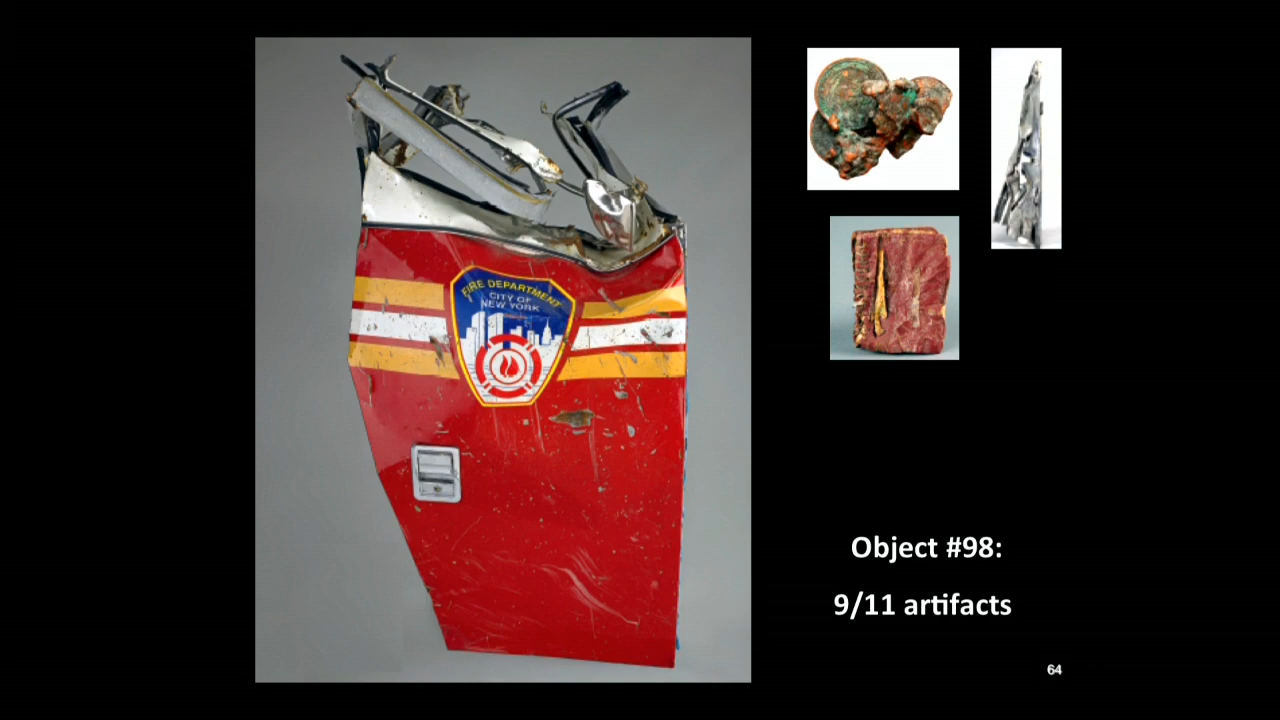 FIRE DEPARTMENT
CITY OF
NEW YORK
Object #98:
9/11 artifacts
64